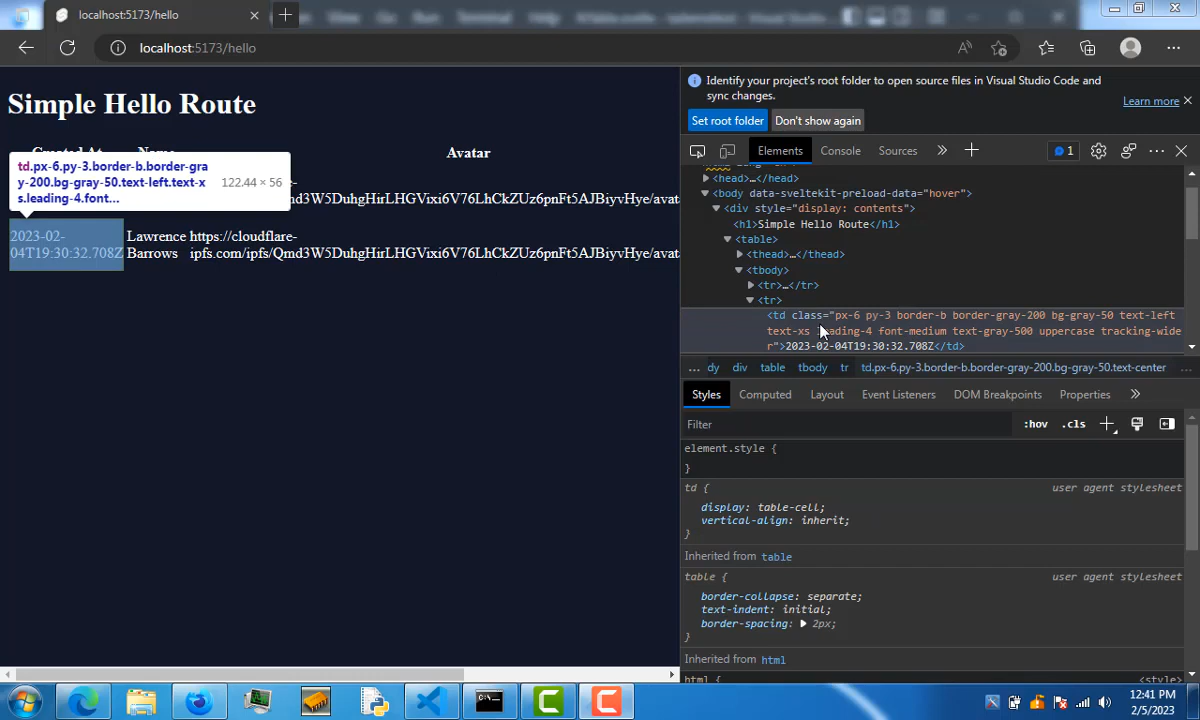 localhost:5173/hello
localhost:5173/hello
Simple Hello Route
Avatar
td.px-6.py-3.border-b.border-gra
y-200.bg-gray-50.text-left.text-x
s.leading-4.font...
122.44 × 56
ipfs.com/ipfs/Qmd3W5DughHirLHGVixi6V76LhCkZUz6pnFt5AJBiyvHye/avata
2023-02-
04T19:30:32.708Z
Lawrence
Barrows
https://cloudflare-
ipfs.com/ipfs/Qmd3W5DughHirLHGVixi6V76LhCkZUz6pnFt5AJBiyvHye/avata
Identify your project's root folder to open source files in Visual Studio Code and
sync changes.
Learn more
Set root folder
Don't show again
Elements
Console
Sources
1
<head>…</head>
<body data-sveltekit-preload-data="hover">
<div style="display: contents">
<h1>Simple Hello Route</h1>
<table>
<thead>…</thead>
<tbody>
<tr>…</tr>
<tr>
<td class="px-6 py-3 border-b border-gray-200 bg-gray-50 text-left
text-xs leading-4 font-medium text-gray-500 uppercase tracking-wide
r">2023-02-04T19:30:32.708Z</td>
... dy div table tbody tr td.px-6.py-3.border-b.border-gray-200.bg-gray-50.text-center ...
Styles
Computed
Layout
Event Listeners
DOM Breakpoints
Properties
Filter
:hov
.cls
element.style {
}
td {
user agent stylesheet
display: table-cell;
vertical-align: inherit;
}
Inherited from table
table {
user agent stylesheet
border-collapse: separate;
text-indent: initial;
border-spacing: 2px;
}
Inherited from html
html {
<style>
12:41 PM
2/5/2023